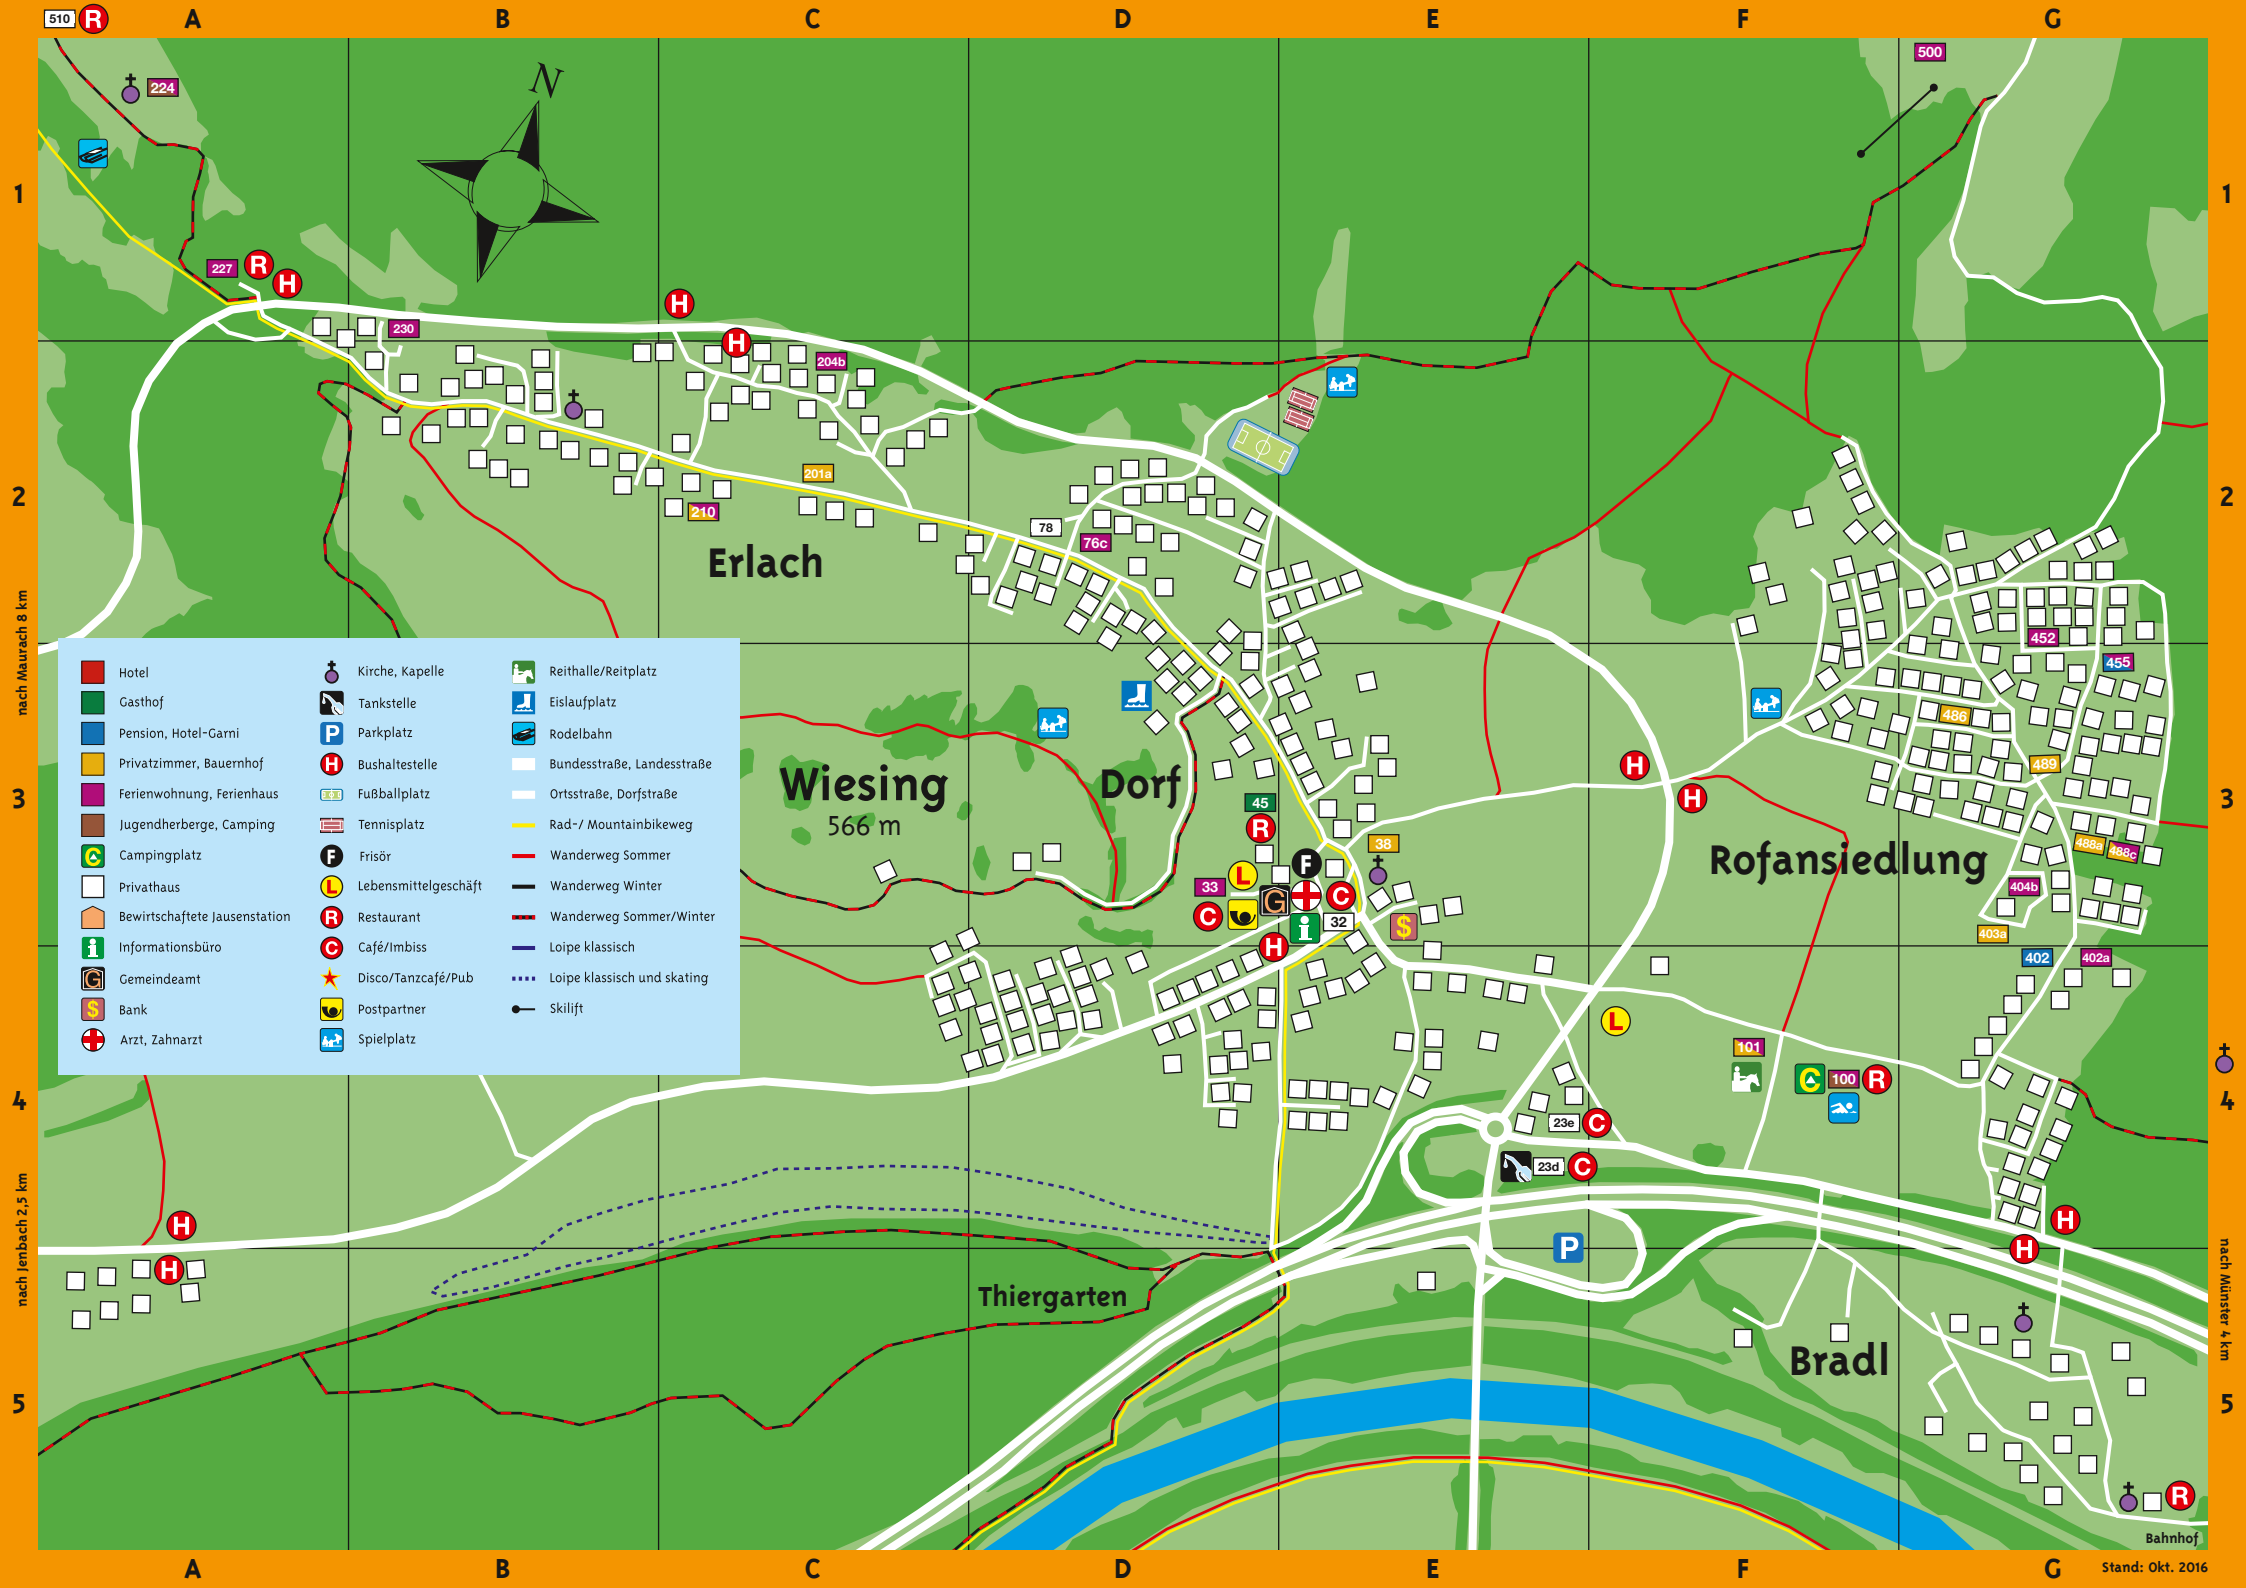 510 R
A B C D E F G
N
500
224
1
1
227 R H
H
230
H
204b
201a
2
2
210
78
76c
Erlach
452
455
486
489
nach Maurach 8 km
Hotel
Gasthof
Pension, Hotel-Garni
Privatzimmer, Bauernhof
Ferienwohnung, Ferienhaus
Jugendherberge, Camping
C Campingplatz
Privathaus
Bewirtschaftete Jausenstation
i Informationsbüro
G Gemeindeamt
$ Bank
Arzt, Zahnarzt
Kirche, Kapelle
Tankstelle
P Parkplatz
H Bushaltestelle
Fußballplatz
Tennisplatz
F Frisör
L Lebensmittelgeschäft
R Restaurant
C Café/Imbiss
Disco/Tanzcafé/Pub
Postpartner
Spielplatz
Reithalle/Reitplatz
Eislaufplatz
Rodelbahn
Bundesstraße, Landesstraße
Ortsstraße, Dorfstraße
Rad-/ Mountainbikeweg
Wanderweg Sommer
Wanderweg Winter
Wanderweg Sommer/Winter
Loipe klassisch
Loipe klassisch und skating
Skilift
Wiesing
566 m
Dorf
H
H
3
3
45
R
38
F
L
33
C
G
C
i
32
$
H
Rofansiedlung
488a
488c
404b
403a
402
402a
L
101
C 100 R
4
4
23e C
23d C
H
H
H
H
P
nach Jenbach 2,5 km
nach Münster 4 km
Thiergarten
Bradl
5
5
R
Bahnhof
A B C D E F G
Stand: Okt. 2016